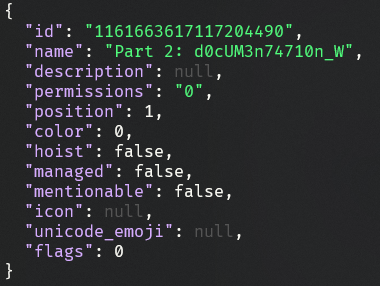 {
  "id": "1161663617117204490",
  "name": "Part 2: d0cUM3n74710n_W",
  "description": null,
  "permissions": "0",
  "position": 1,
  "color": 0,
  "hoist": false,
  "managed": false,
  "mentionable": false,
  "icon": null,
  "unicode_emoji": null,
  "flags": 0
}